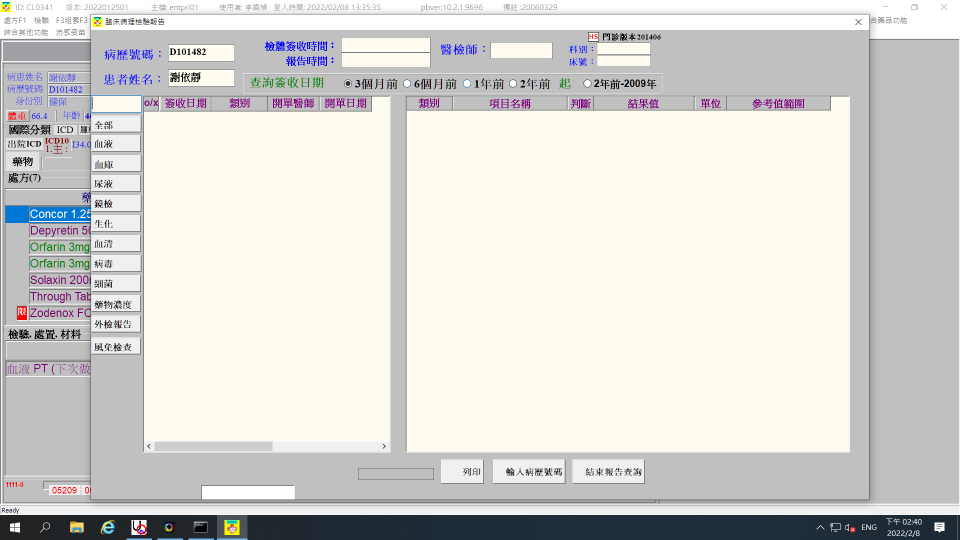 ID: CL0341 版本: 2022012501 主檔: entpri01 使用者: 李國楨 登入時間: 2022/02/08 13:35:35 pbver:10.2.1.9696 備註 :20060329
處方F1 檢驗 F3組套F3
合藥品功能
綜合其他功能 流感疫苗
臨床病理檢驗報告
病歷號碼： D101482
檢體簽收時間：
醫檢師：
HS 門診版本201406
科別：
報告時間：
床號：
患者姓名： 謝依靜
查詢簽收日期 3個月前 6個月前 1年前 2年前 起 2年前-2009年
病患姓名 謝依靜
病歷號碼 D101482
身份別 健保
體重 66.4 年齡
國際分類 ICD
出院ICD ICD10 1.主： I34.0
藥物
處方(7)
Concor 1.25
Depyretin 50
Orfarin 3mg
Orfarin 3mg
Solaxin 200
Through Tab
Zodenox FC
檢驗, 處置, 材料
血液 PT (下次做
1111-0
05209
o/x 簽收日期 類別 開單醫師 開單日期
類別 項目名稱 判斷 結果值 單位 參考值範圍
全部
血液
血庫
尿液
鏡檢
生化
血清
病毒
細菌
藥物濃度
外檢報告
風免檢查
列印 輸入病歷號碼 結束報告查詢
Ready
ENG
下午 02:40
2022/2/8